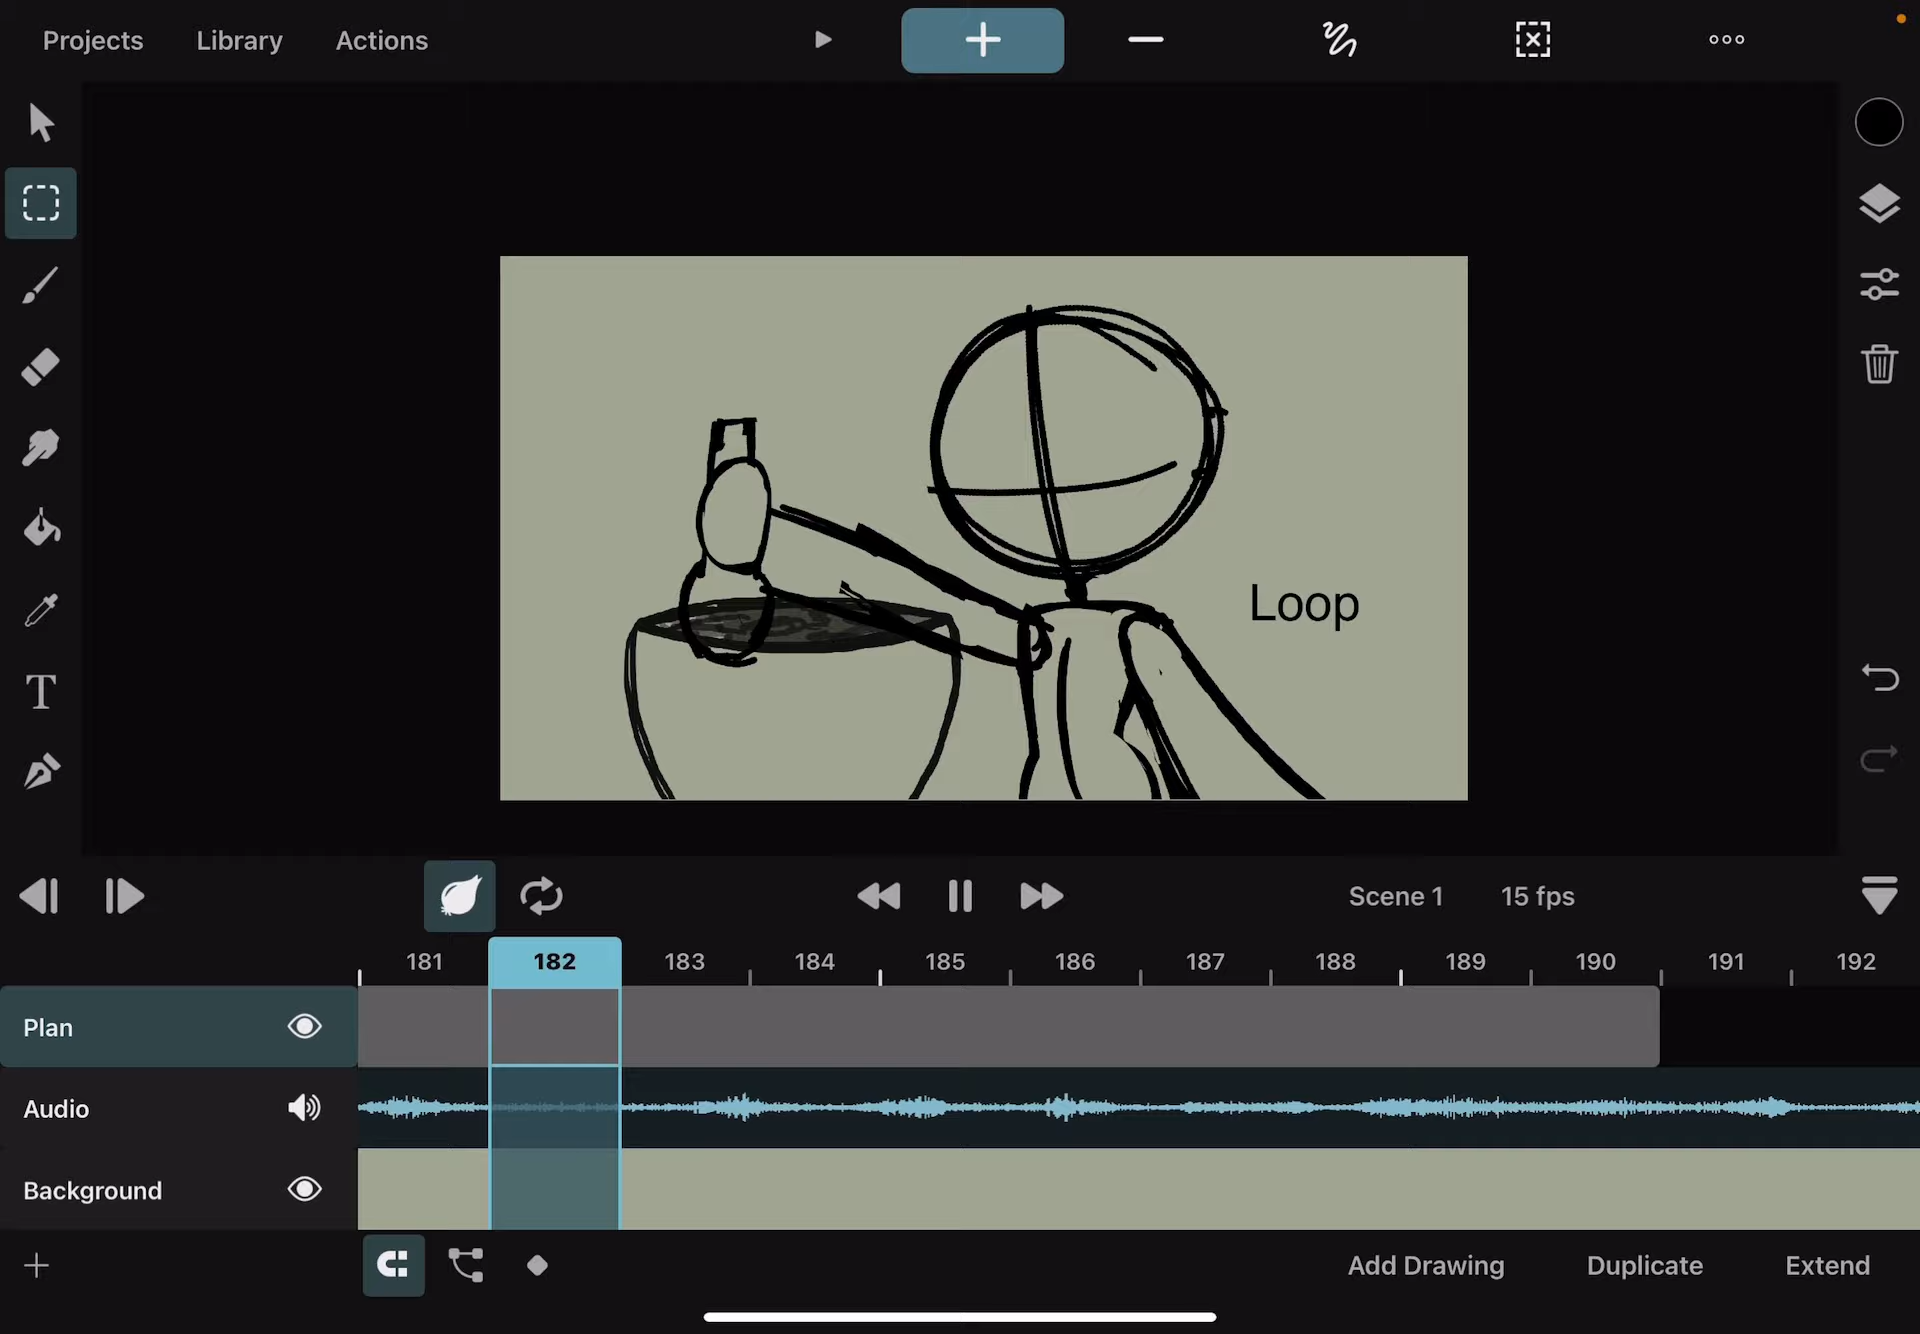 Projects Library Actions
T
Loop
Scene 1 15 fps
181 182 183 184 185 186 187 188 189 190 191 192
Plan
Audio
Background
Add Drawing Duplicate Extend